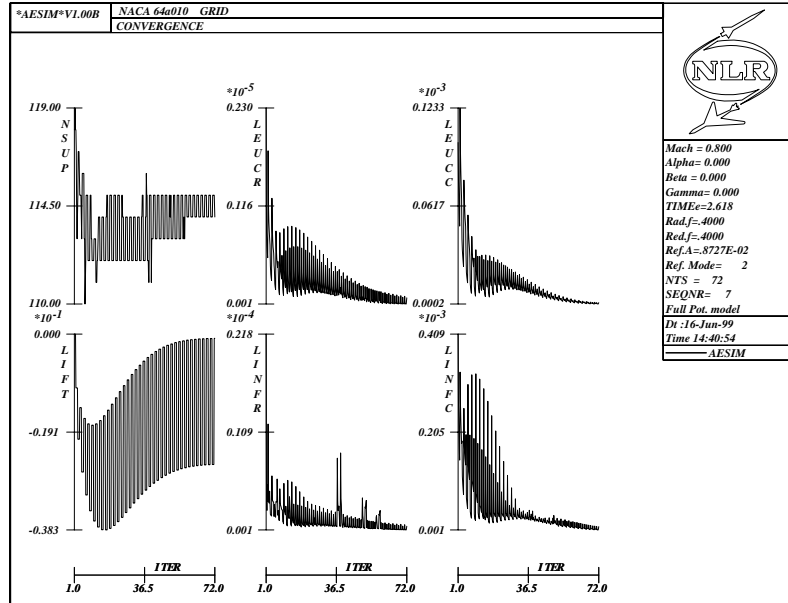 *AESIM*V1.00B
NACA 64a010 GRID
CONVERGENCE
NLR
Mach = 0.800
Alpha= 0.000
Beta = 0.000
Gamma= 0.000
TIMEe=2.618
Rad.f=.4000
Red.f=.4000
Ref.A=.8727E-02
Ref. Mode= 2
NTS = 72
SEQNR= 7
Full Pot. model
Dt :16-Jun-99
Time 14:40:54
AESIM
119.00
NSUP
114.50
110.00
*10-5
0.230
LEUCR
0.116
0.001
*10-3
0.1233
LEUCC
0.0617
0.0002
*10-1
0.000
LIFT
-0.191
-0.383
*10-4
0.218
LINFR
0.109
0.001
*10-3
0.409
LINFC
0.205
0.001
ITER
1.0 36.5 72.0
ITER
1.0 36.5 72.0
ITER
1.0 36.5 72.0